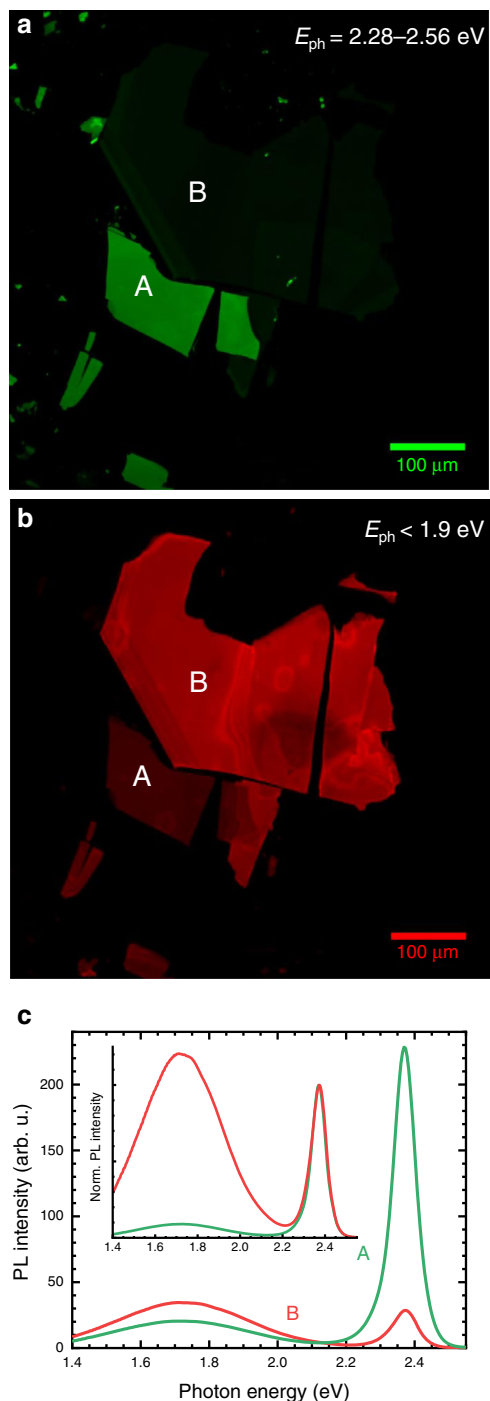 a
E_ph = 2.28–2.56 eV
B
A
100 μm
b
E_ph < 1.9 eV
B
A
100 μm
c
PL intensity (arb. u.)
200
150
100
50
0
Norm. PL intensity
1.4 1.6 1.8 2.0 2.2 2.4
A
B
1.4 1.6 1.8 2.0 2.2 2.4
Photon energy (eV)